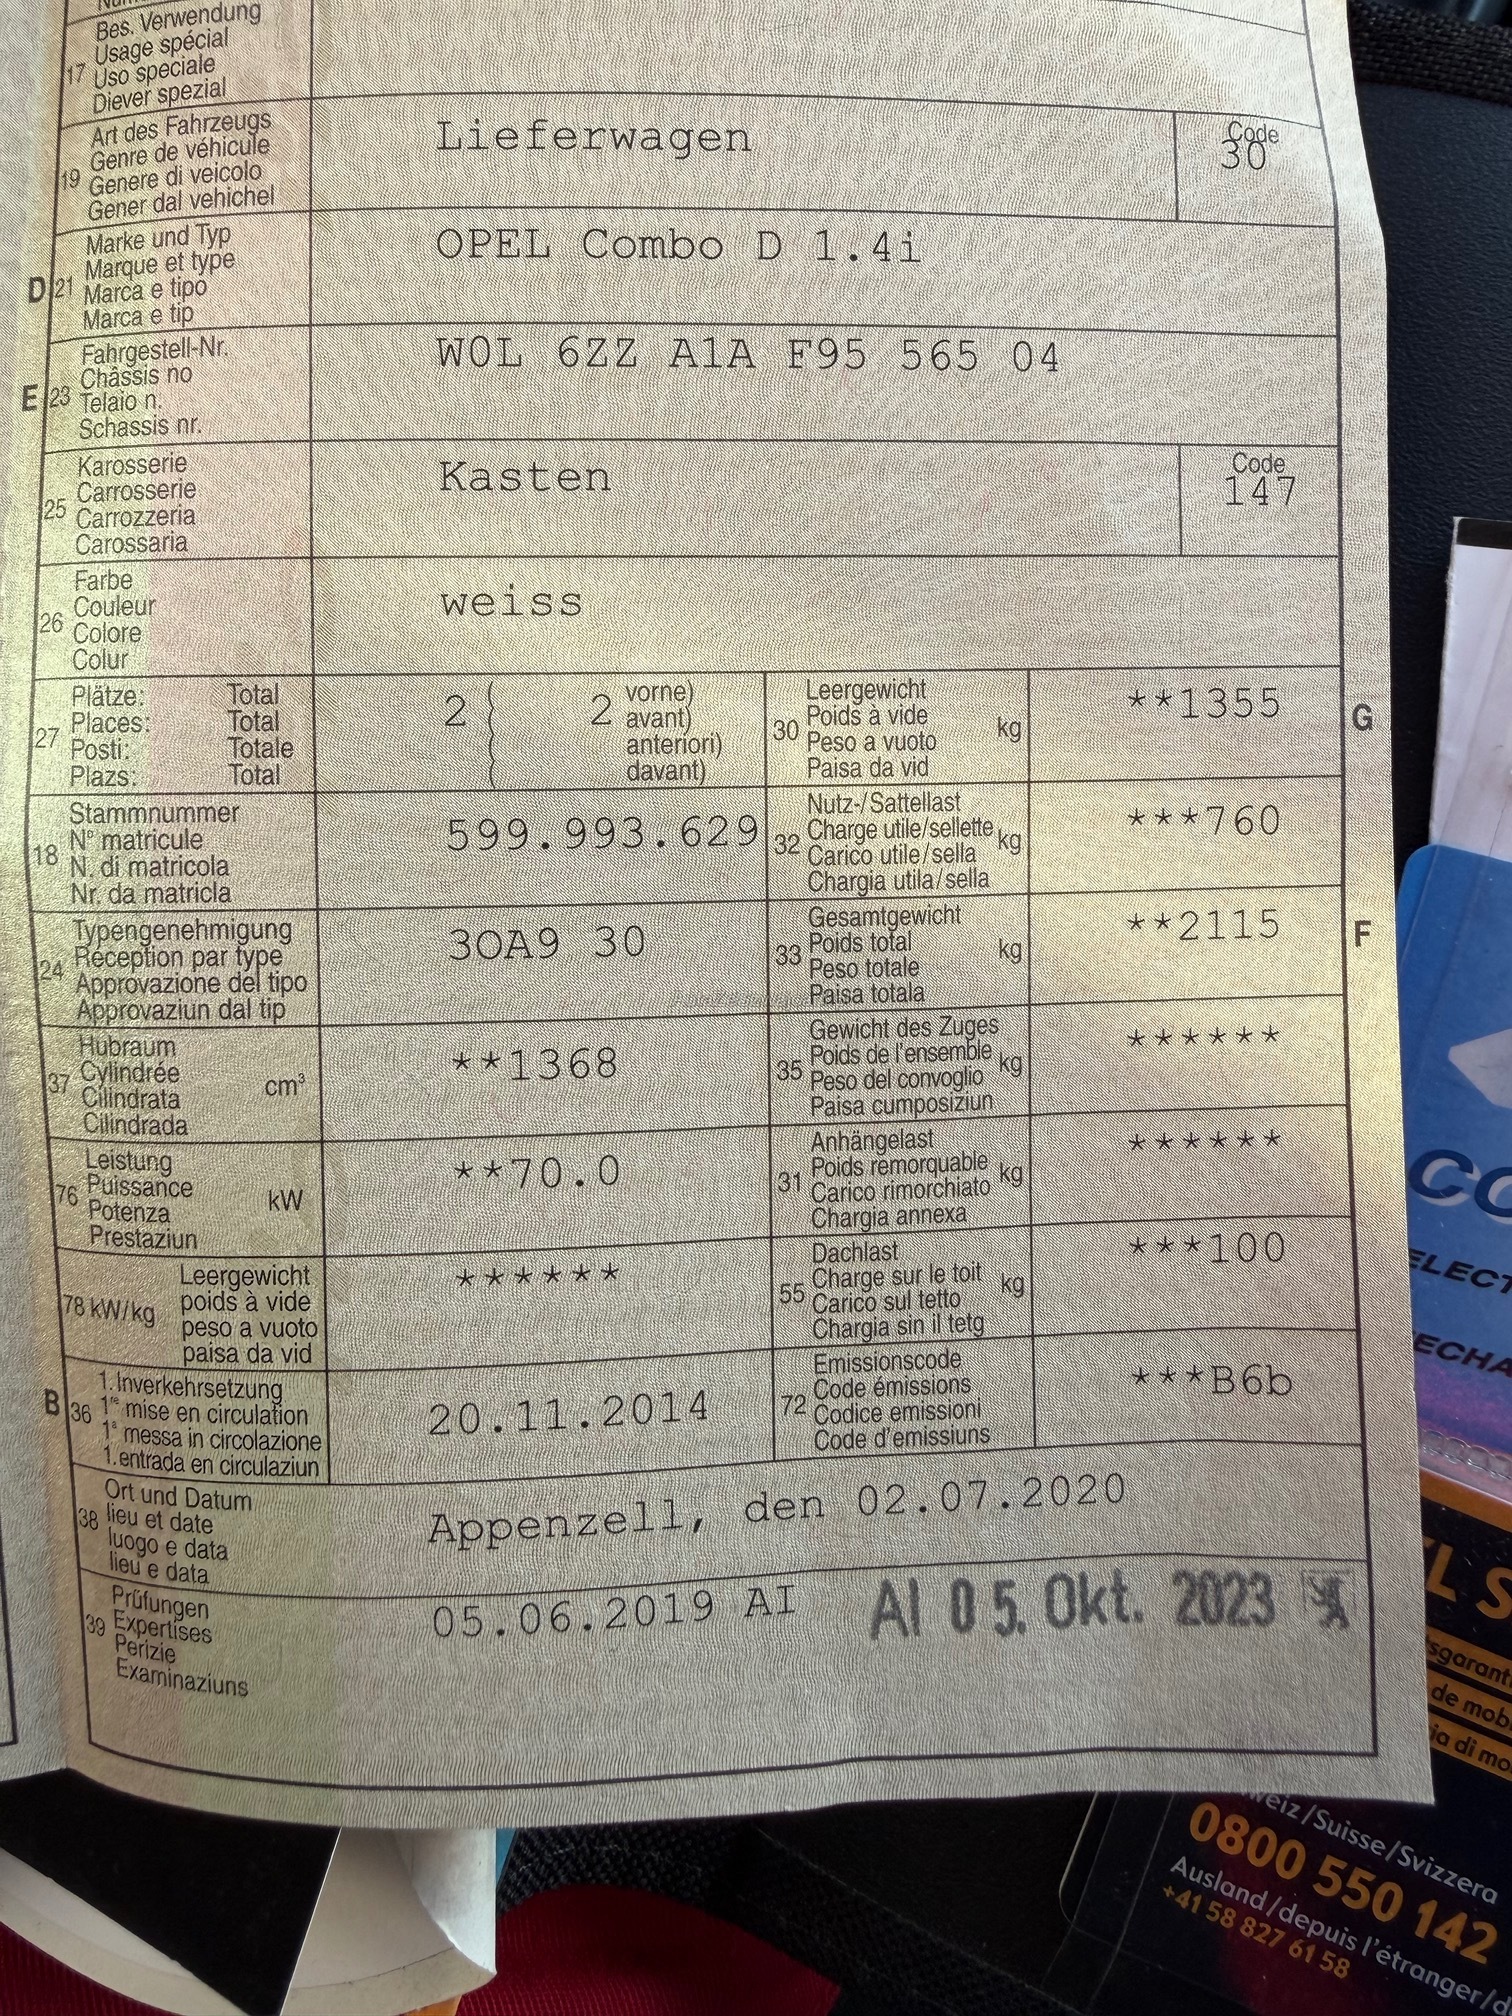 Bes. Verwendung
Usage spécial
17 Uso speciale
Diever spezial
Art des Fahrzeugs
Genre de véhicule
19 Genere di veicolo
Gener dal vehichel
Lieferwagen
Code
30
Marke und Typ
Marque et type
D 21 Marca e tipo
Marca e tip
OPEL Combo D 1.4i
Fahrgestell-Nr.
Châssis no
E 23 Telaio n.
Schassis nr.
W0L 6ZZ A1A F95 565 04
Karosserie
Carrosserie
25 Carrozzeria
Carossaria
Kasten
Code
147
Farbe
26 Couleur
Colore
Colur
weiss
Plätze: Total
27 Places: Total
Posti: Totale
Plazs: Total
2 ( 2 vorne)
avant)
anteriori)
davant)
Leergewicht
30 Poids à vide kg
Peso a vuoto
Paisa da vid
**1355
G
Stammnummer
18 N° matricule
N. di matricola
Nr. da matricla
599.993.629
Nutz-/Sattellast
32 Charge utile/sellette kg
Carico utile/sella
Chargia utila/sella
***760
Typengenehmigung
24 Réception par type
Approvazione del tipo
Approvaziun dal tip
3OA9 30
Gesamtgewicht
33 Poids total kg
Peso totale
Paisa totala
**2115
F
Hubraum
37 Cylindrée cm³
Cilindrata
Cilindrada
**1368
Gewicht des Zuges
35 Poids de l'ensemble kg
Peso del convoglio
Paisa cumposiziun
******
Leistung
76 Puissance kW
Potenza
Prestaziun
**70.0
Anhängelast
31 Poids remorquable kg
Carico rimorchiato
Chargia annexa
******
Leergewicht
78 kW/kg poids à vide
peso a vuoto
paisa da vid
******
Dachlast
55 Charge sur le toit kg
Carico sul tetto
Chargia sin il tetg
***100
1. Inverkehrsetzung
B 36 1re mise en circulation
1a messa in circolazione
1. entrada en circulaziun
20.11.2014
Emissionscode
72 Code émissions
Codice emissioni
Code d'emissiuns
***B6b
Ort und Datum
38 lieu et date
luogo e data
lieu e data
Appenzell, den 02.07.2020
Prüfungen
39 Expertises
Perizie
Examinaziuns
05.06.2019 AI
AI 05. Okt. 2023
CO
ELECT
ECHA
L S
sgarant
de mob
ia di mo
weiz/Suisse/Svizzera
0800 550 142
Ausland/depuis l'étranger/d
+41 58 827 61 58